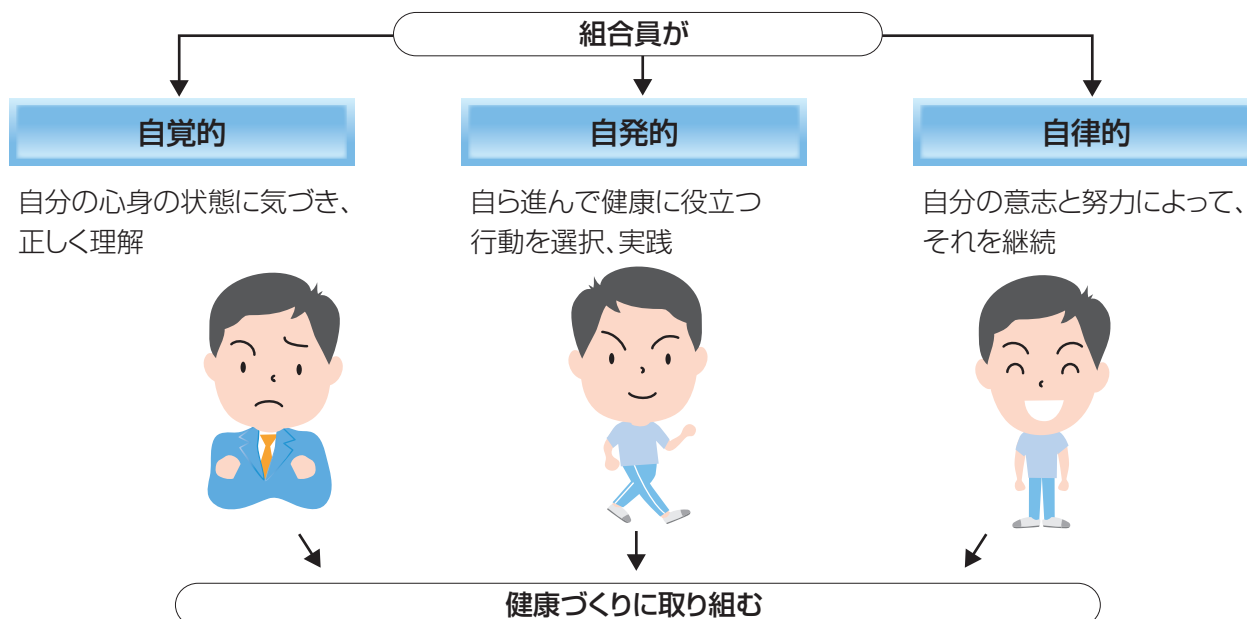 組合員が
自覚的
自分の心身の状態に気づき、
正しく理解
自発的
自ら進んで健康に役立つ
行動を選択、実践
自律的
自分の意志と努力によって、
それを継続
健康づくりに取り組む